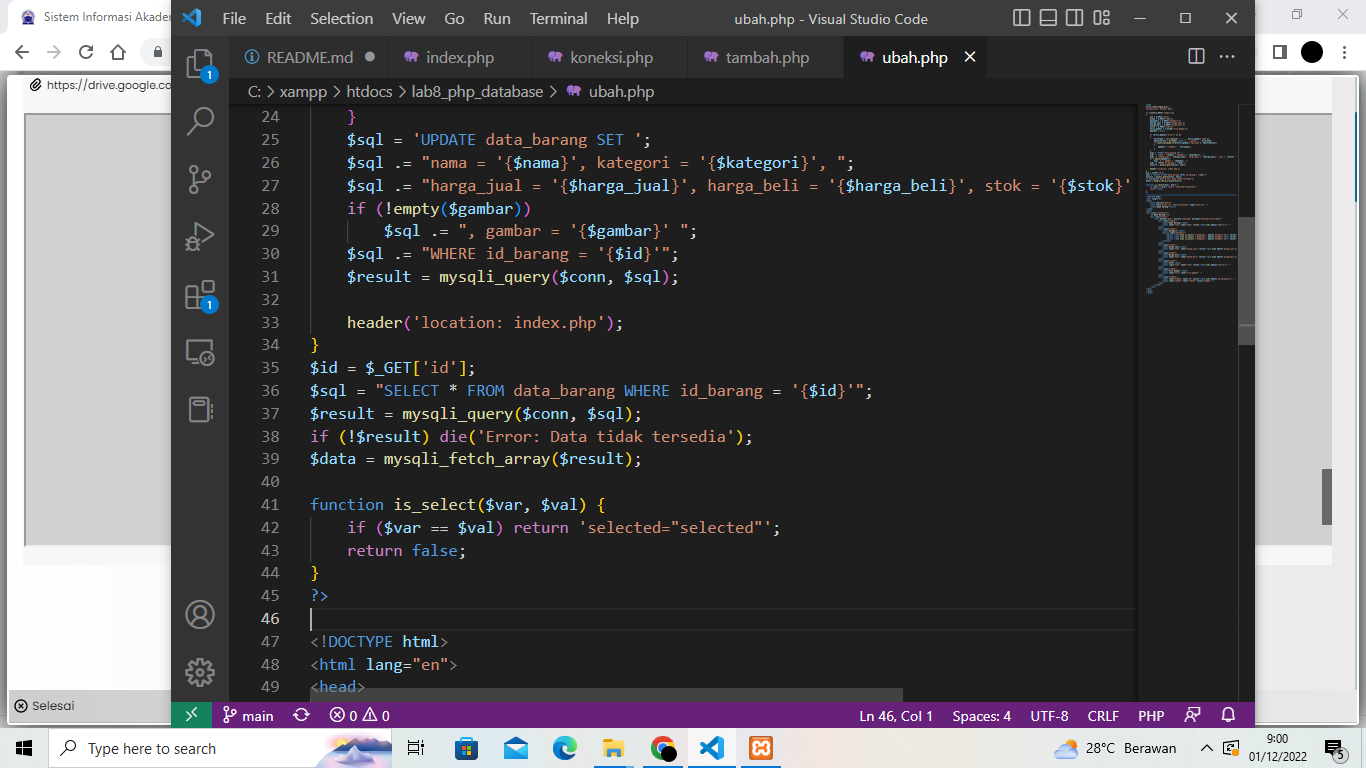 Sistem Informasi Akader
File Edit Selection View Go Run Terminal Help
ubah.php - Visual Studio Code
README.md index.php koneksi.php tambah.php ubah.php
https://drive.google.co
C: > xampp > htdocs > lab8_php_database > ubah.php
24 }
25 $sql = 'UPDATE data_barang SET ';
26 $sql .= "nama = '{$nama}', kategori = '{$kategori}', ";
27 $sql .= "harga_jual = '{$harga_jual}', harga_beli = '{$harga_beli}', stok = '{$stok}'
28 if (!empty($gambar))
29 $sql .= ", gambar = '{$gambar}' ";
30 $sql .= "WHERE id_barang = '{$id}'";
31 $result = mysqli_query($conn, $sql);
32
33 header('location: index.php');
34 }
35 $id = $_GET['id'];
36 $sql = "SELECT * FROM data_barang WHERE id_barang = '{$id}'";
37 $result = mysqli_query($conn, $sql);
38 if (!$result) die('Error: Data tidak tersedia');
39 $data = mysqli_fetch_array($result);
40
41 function is_select($var, $val) {
42 if ($var == $val) return 'selected="selected"';
43 return false;
44 }
45 ?>
46
47 <!DOCTYPE html>
48 <html lang="en">
49 <head>
1
1
Selesai
main 0 0 Ln 46, Col 1 Spaces: 4 UTF-8 CRLF PHP
Type here to search
28°C Berawan
9:00
01/12/2022
5